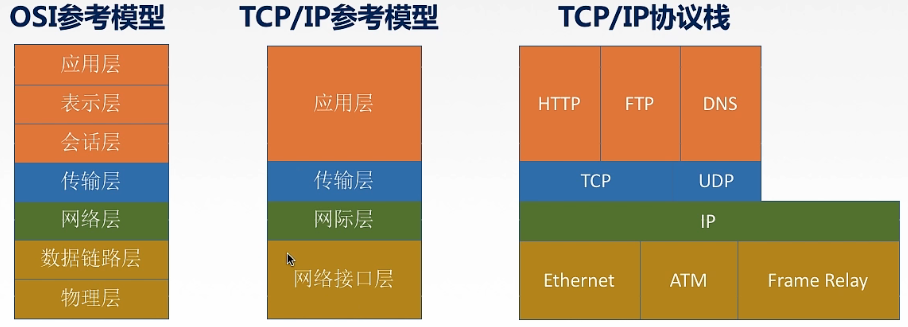 OSI参考模型
应用层
表示层
会话层
传输层
网络层
数据链路层
物理层
TCP/IP参考模型
应用层
传输层
网际层
网络接口层
TCP/IP协议栈
HTTP FTP DNS
TCP UDP
IP
Ethernet ATM Frame Relay